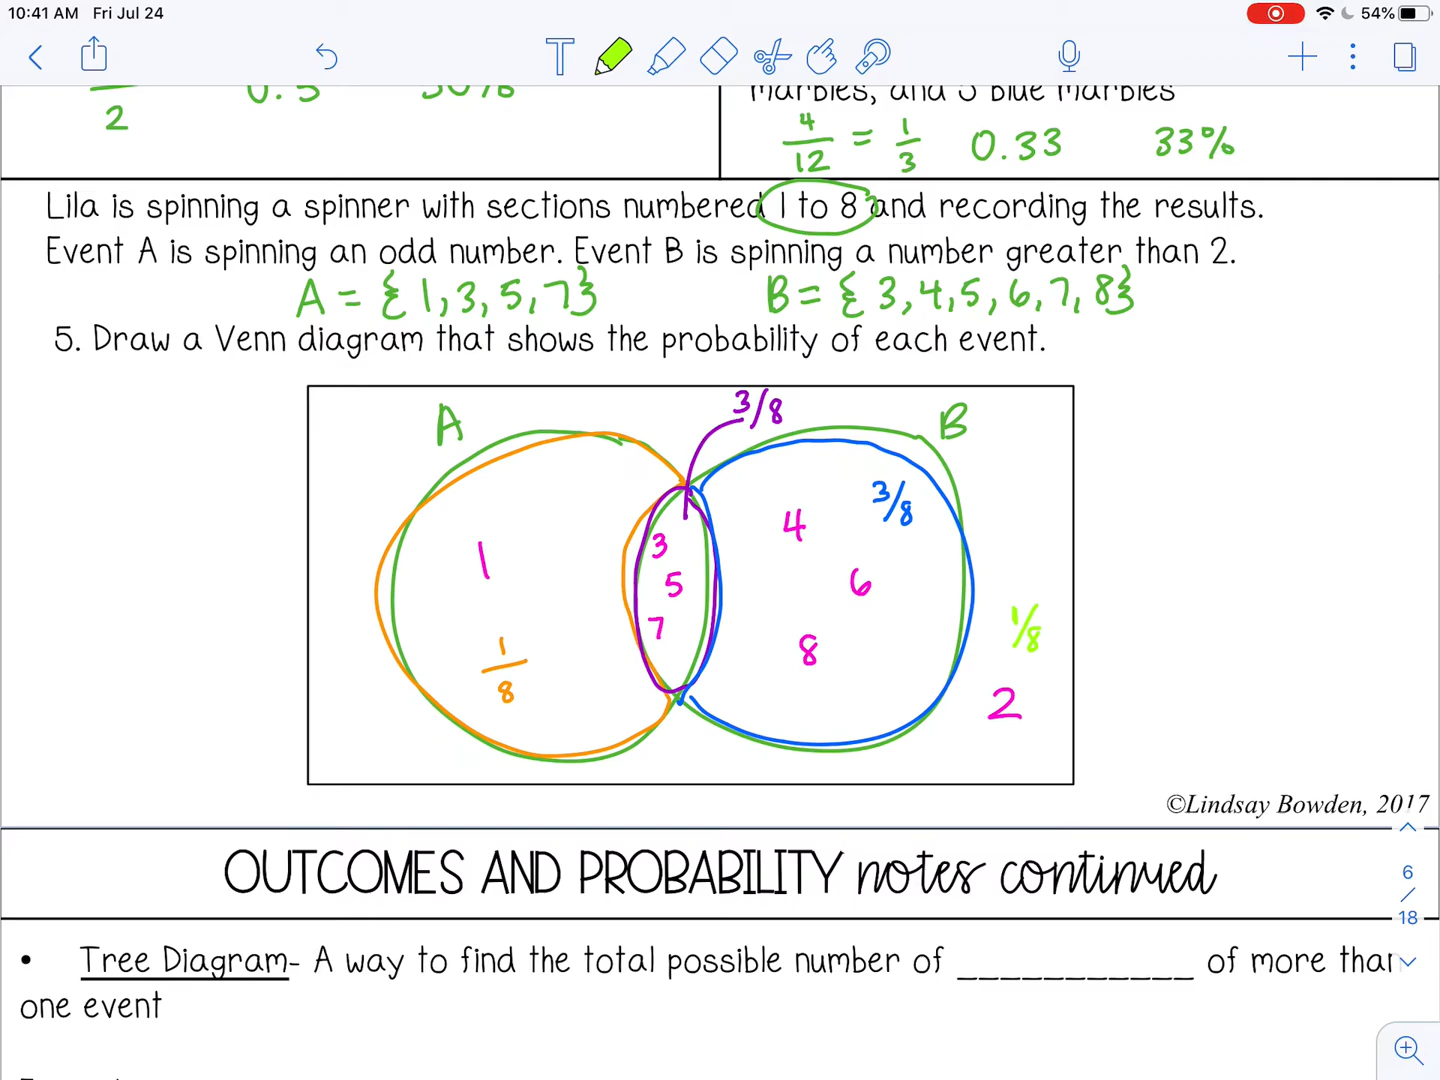 10:41 AM Fri Jul 24
54%
T
2 0.5 50%
marbles, and 5 blue marbles
4/12 = 1/3 0.33 33%
Lila is spinning a spinner with sections numbered 1 to 8 and recording the results.
Event A is spinning an odd number. Event B is spinning a number greater than 2.
A = {1, 3, 5, 7} B = { 3, 4, 5, 6, 7, 8}
5. Draw a Venn diagram that shows the probability of each event.
3/8
A B
3/8
4
3
1
5 6
1/8
7
8
1/8
2
©Lindsay Bowden, 2017
OUTCOMES AND PROBABILITY notes continued
6
/
18
• Tree Diagram- A way to find the total possible number of ___________ of more than
one event